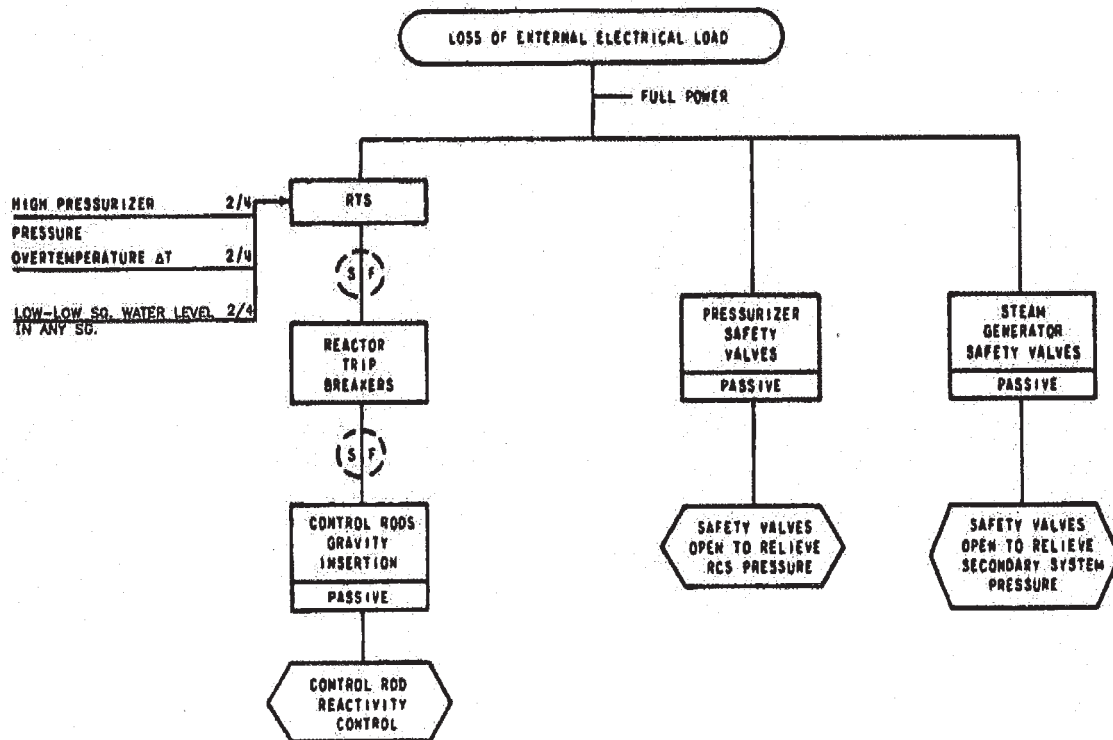 LOSS OF EXTERNAL ELECTRICAL LOAD
FULL POWER
HIGH PRESSURIZER 2/4
PRESSURE
OVERTEMPERATURE ΔT 2/4
LOW-LOW SG. WATER LEVEL 2/4
IN ANY SG.
RTS
S F
REACTOR
TRIP
BREAKERS
S F
CONTROL RODS
GRAVITY
INSERTION
PASSIVE
CONTROL ROD
REACTIVITY
CONTROL
PRESSURIZER
SAFETY
VALVES
PASSIVE
SAFETY VALVES
OPEN TO RELIEVE
RCS PRESSURE
STEAM
GENERATOR
SAFETY VALVES
PASSIVE
SAFETY VALVES
OPEN TO RELIEVE
SECONDARY SYSTEM
PRESSURE